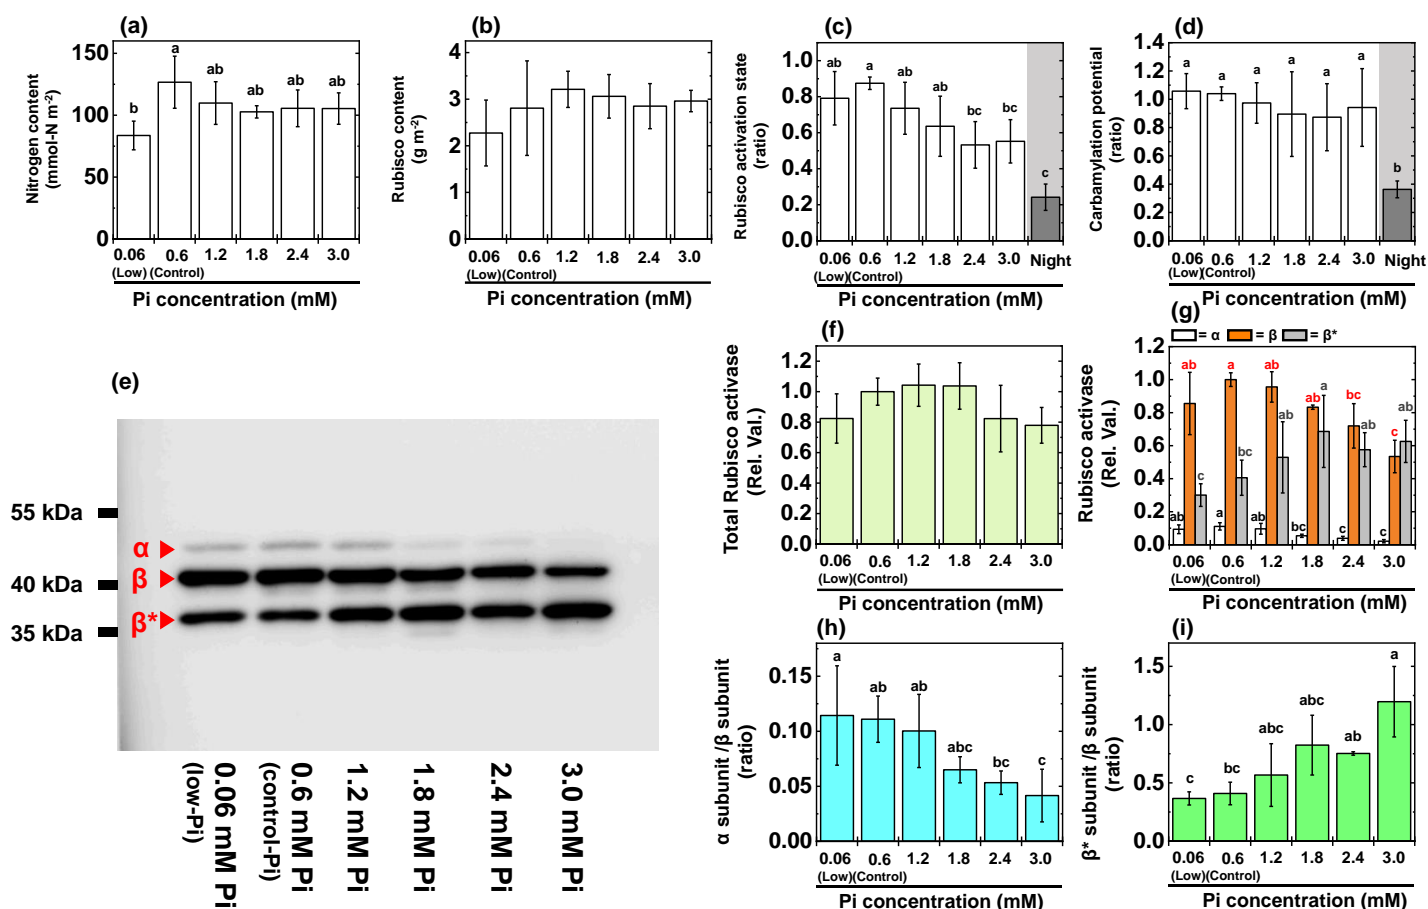 (a)
Nitrogen content
(mmol-N m-2)
150
100
50
0
b
a
ab
ab
ab
ab
0.06
0.6
1.2
1.8
2.4
3.0
(Low)
(Control)
Pi concentration (mM)
(b)
Rubisco content
(g m-2)
4
3
2
1
0
0.06
0.6
1.2
1.8
2.4
3.0
(Low)
(Control)
Pi concentration (mM)
(c)
Rubisco activation state
(ratio)
1.0
0.8
0.6
0.4
0.2
0.0
ab
a
ab
ab
bc
bc
c
0.06
0.6
1.2
1.8
2.4
3.0
Night
(Low)
(Control)
Pi concentration (mM)
(d)
Carbamylation potential
(ratio)
1.4
1.2
1.0
0.8
0.6
0.4
0.2
0.0
a
a
a
a
a
a
b
0.06
0.6
1.2
1.8
2.4
3.0
Night
(Low)
(Control)
Pi concentration (mM)
(e)
55 kDa
40 kDa
35 kDa
α
β
β*
0.06 mM Pi
(low-Pi)
0.6 mM Pi
(control-Pi)
1.2 mM Pi
1.8 mM Pi
2.4 mM Pi
3.0 mM Pi
(f)
Total Rubisco activase
(Rel. Val.)
1.2
1.0
0.8
0.6
0.4
0.2
0.0
0.06
0.6
1.2
1.8
2.4
3.0
(Low)
(Control)
Pi concentration (mM)
(g)
= α
= β
= β*
Rubisco activase
(Rel. Val.)
1.2
1.0
0.8
0.6
0.4
0.2
0.0
ab
ab
c
a
a
bc
ab
ab
ab
bc
ab
a
c
bc
ab
c
c
ab
0.06
0.6
1.2
1.8
2.4
3.0
(Low)
(Control)
Pi concentration (mM)
(h)
α subunit /β subunit
(ratio)
0.15
0.10
0.05
0.00
a
ab
ab
abc
bc
c
0.06
0.6
1.2
1.8
2.4
3.0
(Low)
(Control)
Pi concentration (mM)
(i)
β* subunit /β subunit
(ratio)
1.5
1.0
0.5
0.0
c
bc
abc
abc
ab
a
0.06
0.6
1.2
1.8
2.4
3.0
(Low)
(Control)
Pi concentration (mM)